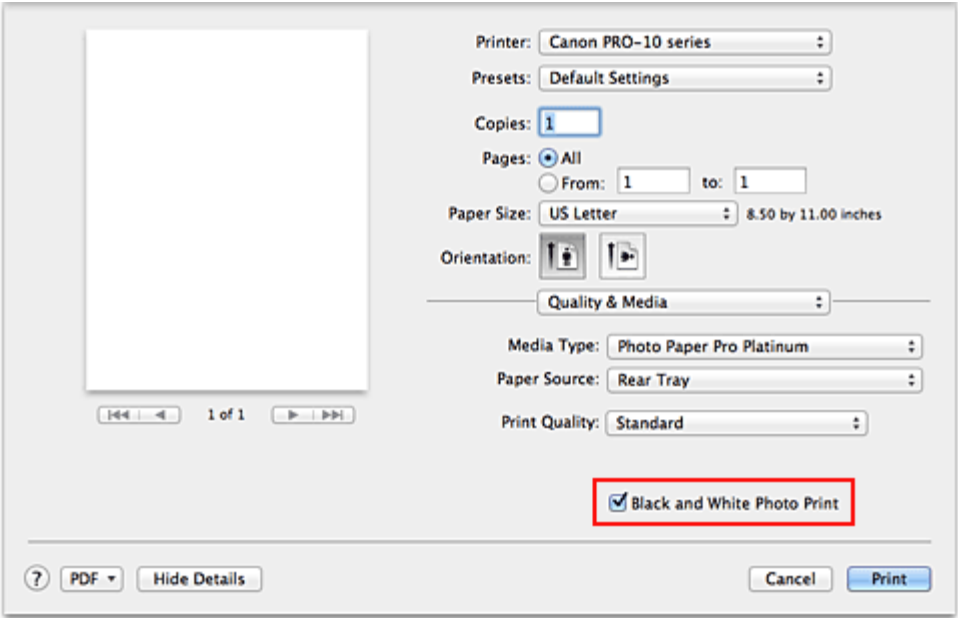 Printer: Canon PRO-10 series
Presets: Default Settings
Copies: 1
Pages: All
From: 1 to: 1
Paper Size: US Letter 8.50 by 11.00 inches
Orientation:
Quality & Media
Media Type: Photo Paper Pro Platinum
Paper Source: Rear Tray
1 of 1
Print Quality: Standard
Black and White Photo Print
? PDF Hide Details Cancel Print